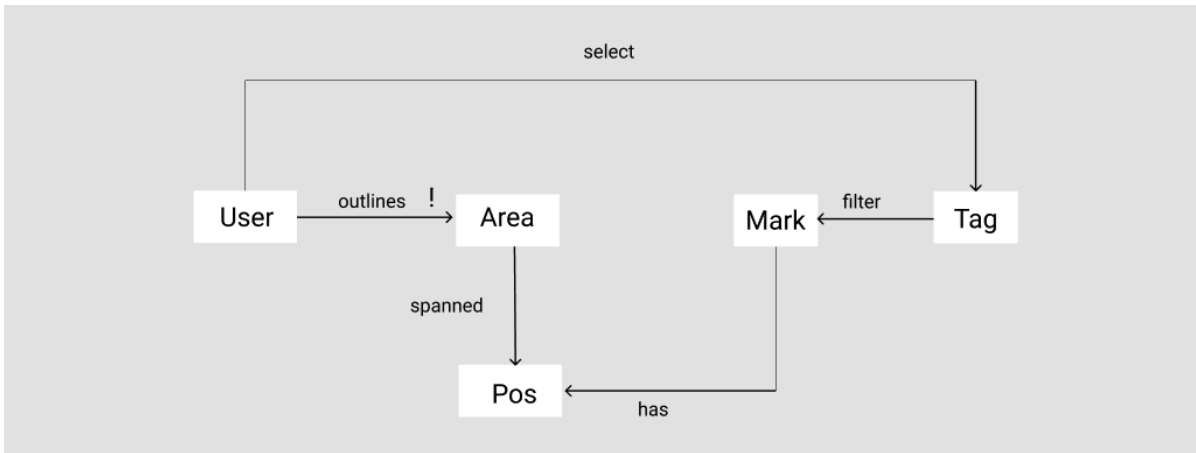 select
User
outlines !
Area
Mark
filter
Tag
spanned
Pos
has